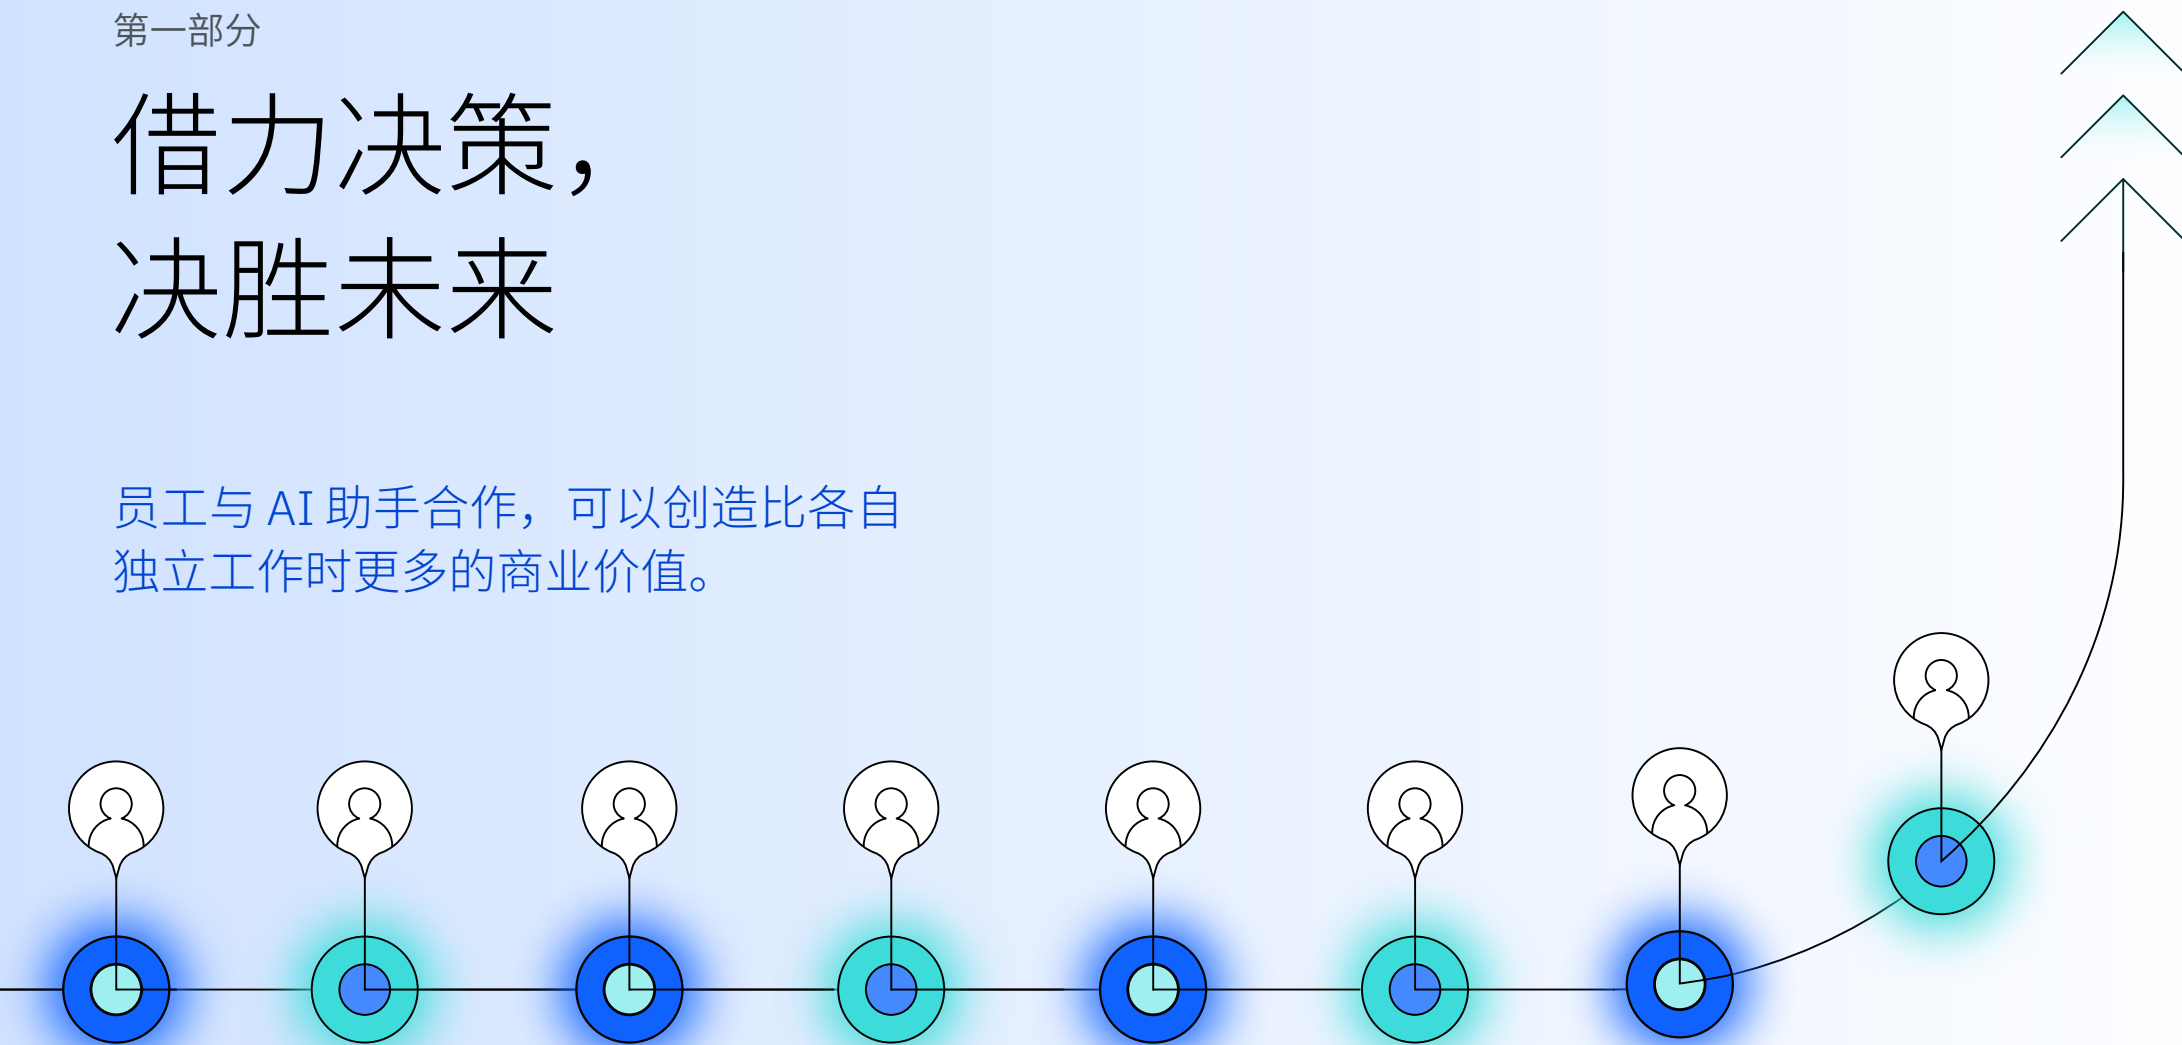 第一部分
借力决策，
决胜未来
员工与 AI 助手合作，可以创造比各自
独立工作时更多的商业价值。